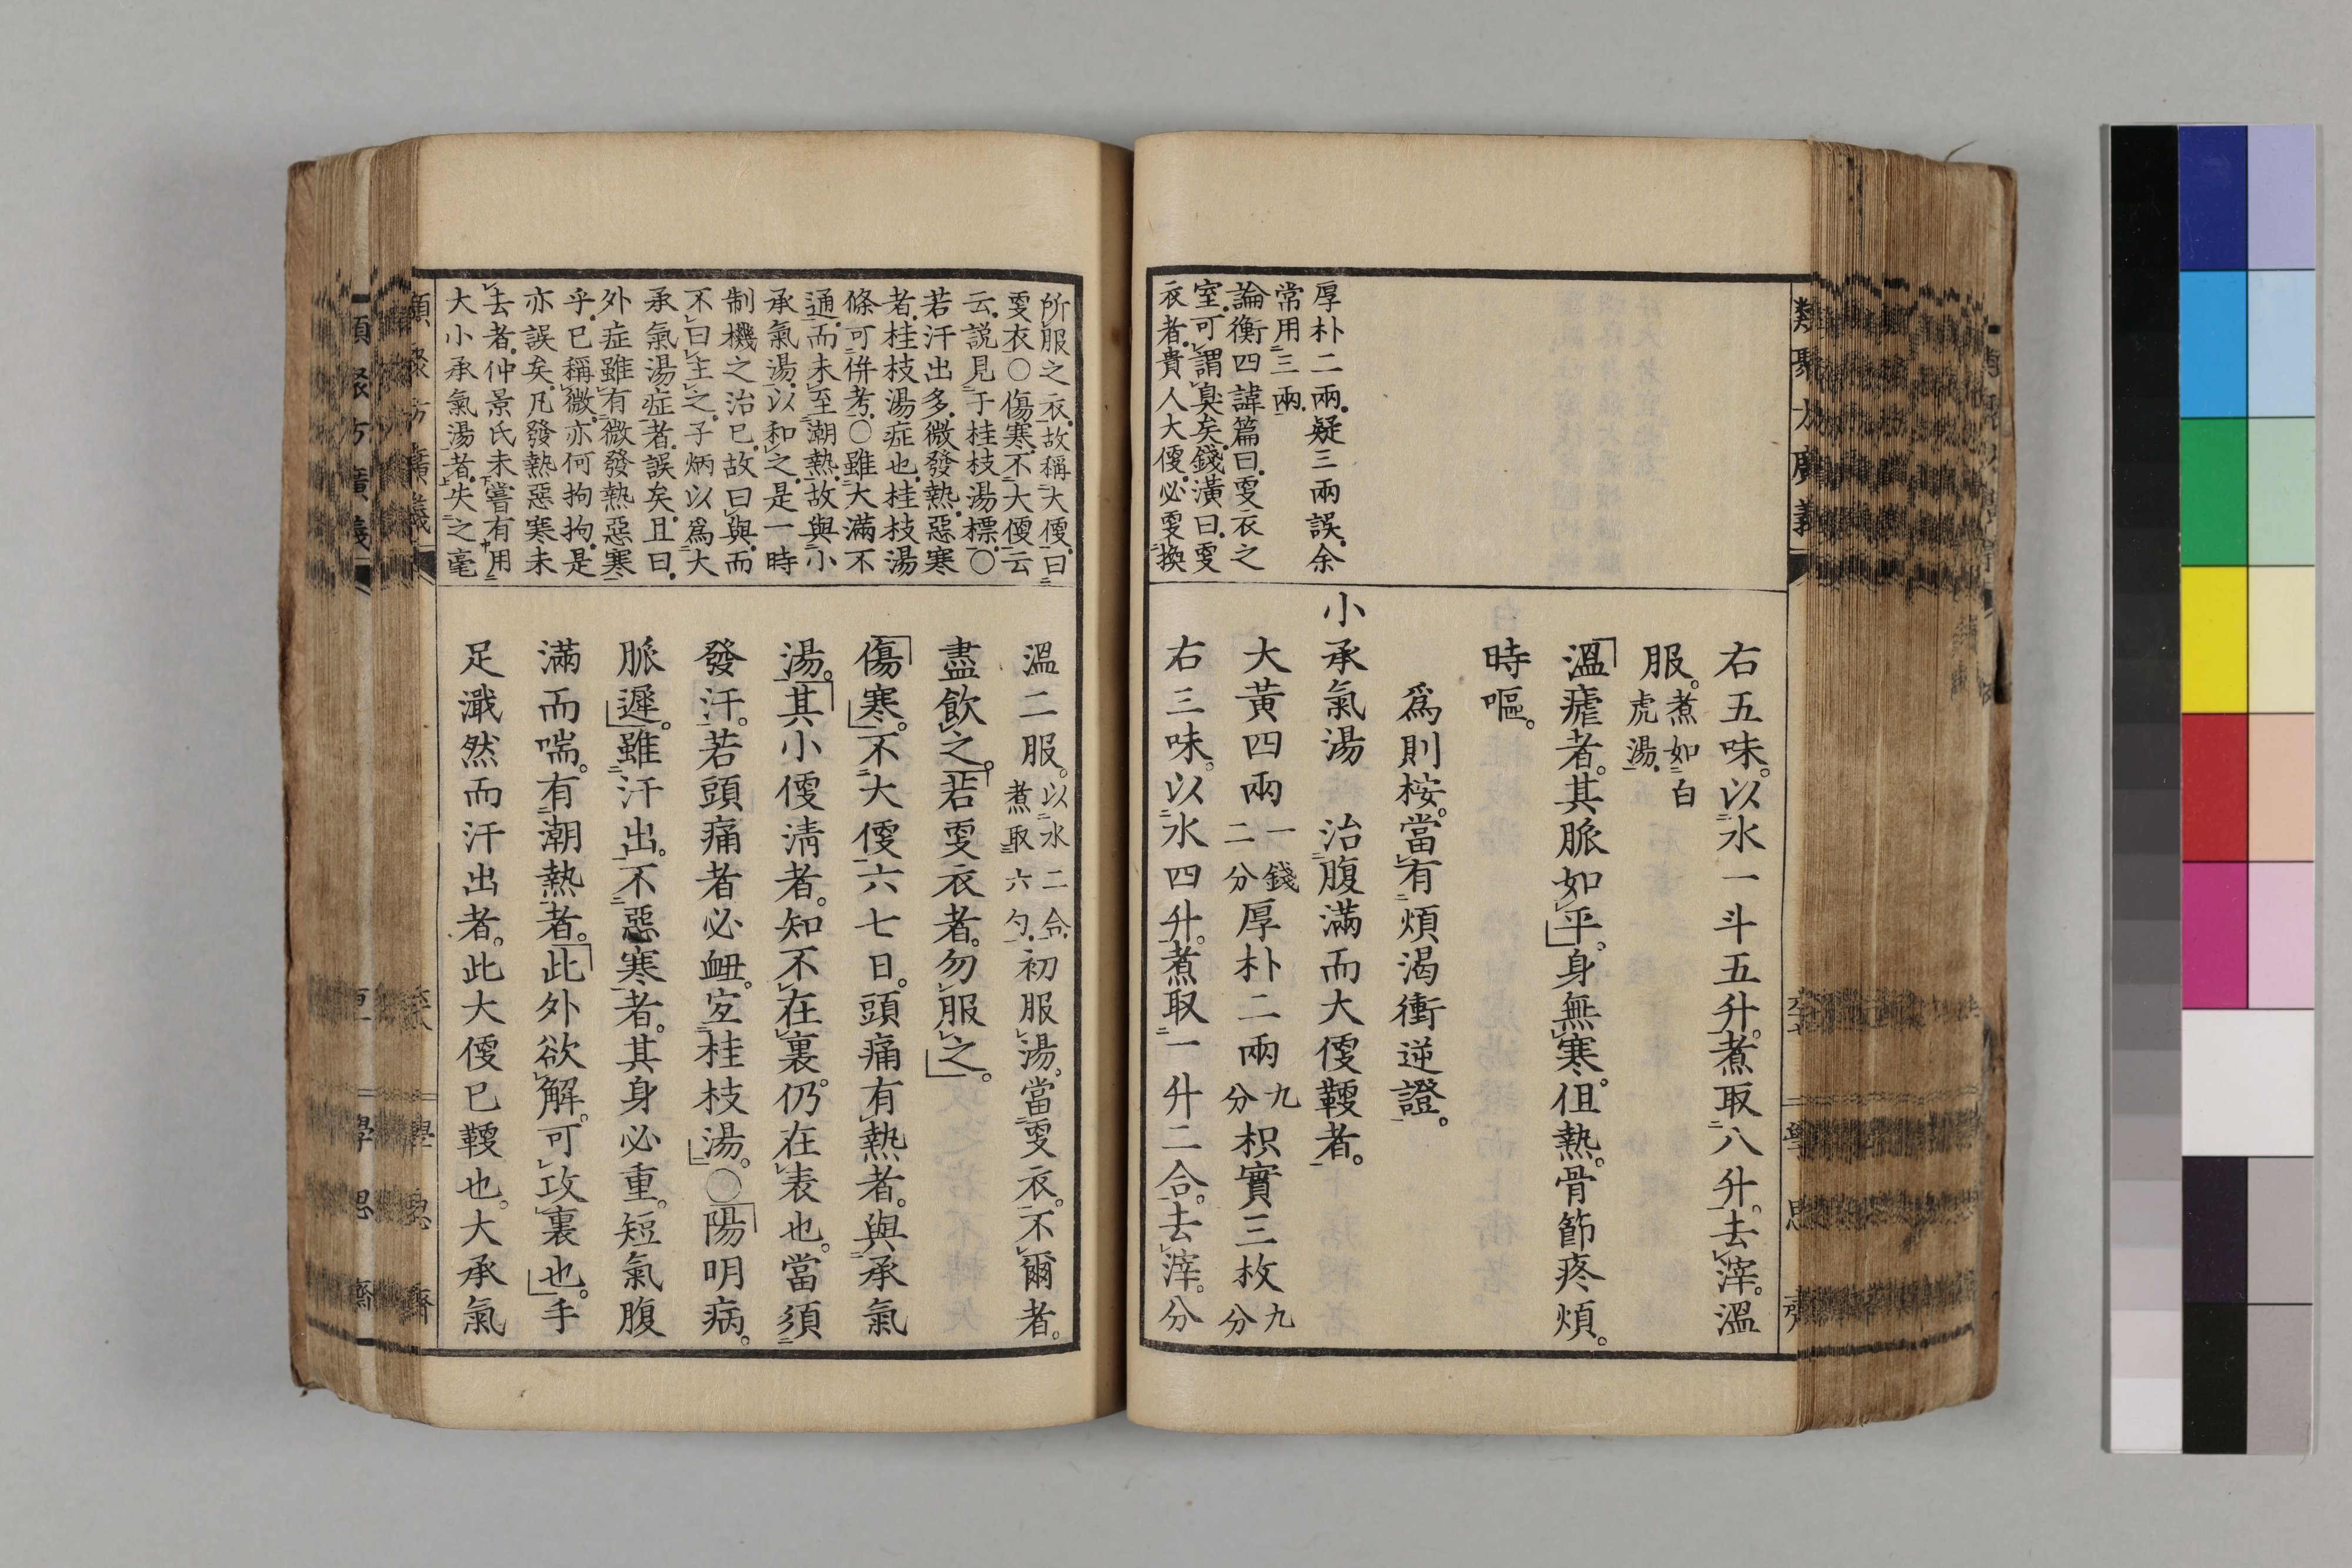 類聚方廣義
厚朴二兩疑三兩誤余
常用三兩
論衡四諱篇曰更衣之
室可謂臭矣錢潢曰更
衣者貴人大便必更換
右五味。以水一斗五升。煮取八升。去滓。溫
服。煮如白虎湯
溫瘧者。其脈如平。身無寒。但熱。骨節疼煩。
時嘔。
爲則桉。當有煩渴衝逆證。
小承氣湯 治腹滿而大便鞕者。
大黃四兩一錢二分厚朴二兩九分枳實三枚九分
右三味。以水四升。煮取一升二合。去滓。分
學思齋
所服之衣故稱大便曰
更衣○傷寒不大便云
云說見于桂枝湯標○
若汗出多微發熱惡寒
者桂枝湯症也桂枝湯
條可併考○雖大滿不
通而未至潮熱故與小
承氣湯以和之是一時
制機之治已故曰與而
不曰主之子炳以爲大
承氣湯症者誤矣且曰
外症雖有微發熱惡寒
乎已稱微亦何拘拘是
亦誤矣凡發熱惡寒未
去者仲景氏未嘗有用
大小承氣湯者失之毫
溫二服。以水二合煮取六勺初服湯。當更衣。不爾者。
盡飲之。若更衣者。勿服之。
傷寒。不大便六七日。頭痛有熱者。與承氣
湯。其小便淸者。知不在裏。仍在表也。當須
發汗。若頭痛者必衄。宜桂枝湯。○陽明病。
脈遲。雖汗出。不惡寒者。其身必重。短氣腹
滿而喘。有潮熱者。此外欲解。可攻裏也。手
足濈然而汗出者。此大便已鞕也。大承氣
類聚方廣義
學思齋